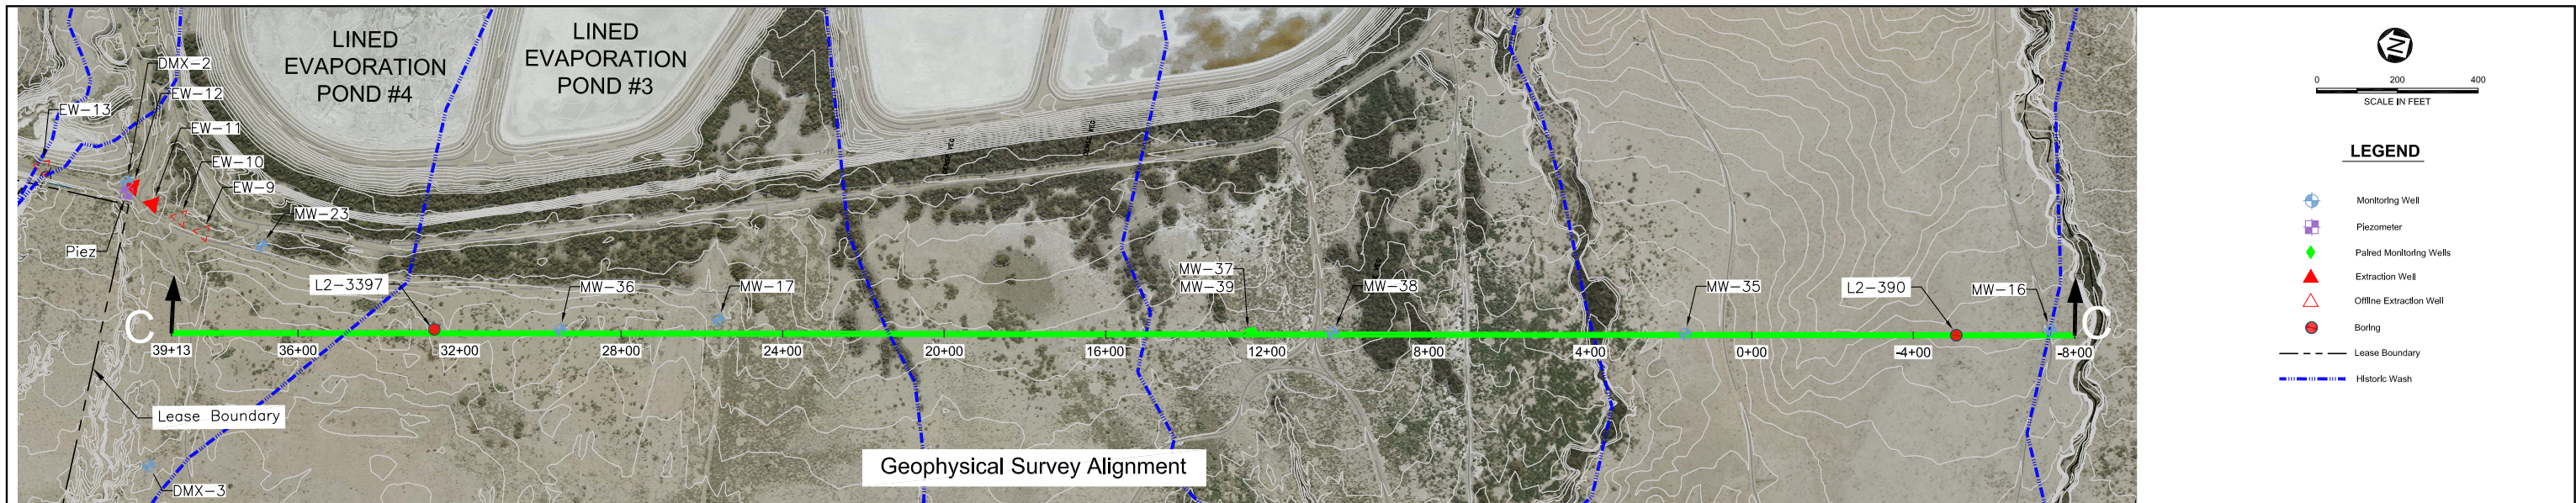 LINED
EVAPORATION
POND #4
LINED
EVAPORATION
POND #3
DMX-2
EW-12
EW-13
EW-11
EW-10
EW-9
MW-23
Piez
L2-3397
MW-36
MW-17
MW-37
MW-39
MW-38
MW-35
L2-390
MW-16
C
C
39+13
36+00
32+00
28+00
24+00
20+00
16+00
12+00
8+00
4+00
0+00
-4+00
-8+00
Lease Boundary
DMX-3
Geophysical Survey Alignment
N
0 200 400
SCALE IN FEET
LEGEND
Monitoring Well
Piezometer
Paired Monitoring Wells
Extraction Well
Offline Extraction Well
Boring
Lease Boundary
Historic Wash